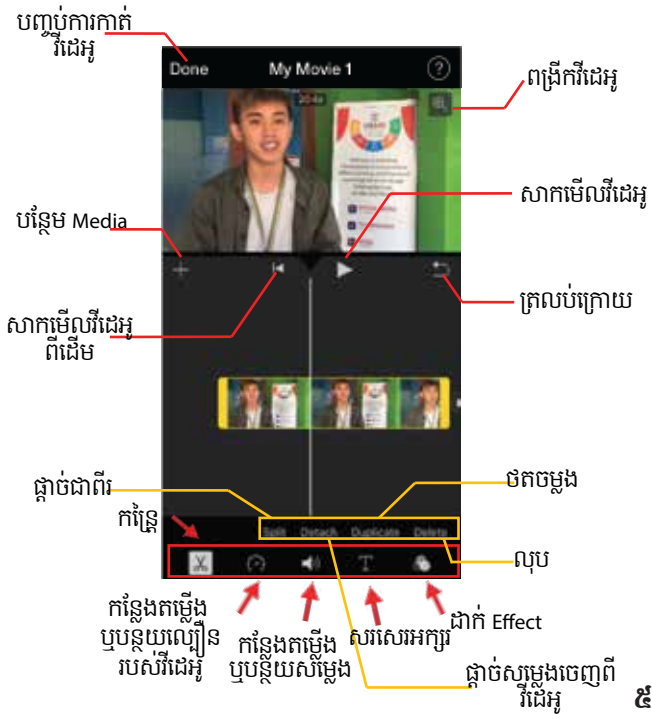 បញ្ចប់ការកាត់
វីដេអូ
Done
My Movie 1
?
ពង្រីកវីដេអូ
សាកមើលវីដេអូ
បន្ថែម Media
ត្រលប់ក្រោយ
សាកមើលវីដេអូ
ពីដើម
ផ្តាច់ជាពីរ
ថតចម្លង
កន្ត្រៃ
Split
Detach
Duplicate
Delete
លុប
T
កន្លែងតម្លើង
ឬបន្ថយល្បឿន
របស់វីដេអូ
កន្លែងតម្លើង
ឬបន្ថយសម្លេង
សរសេរអក្សរ
ដាក់ Effect
ផ្តាច់សម្លេងចេញពី
វីដេអូ
៥